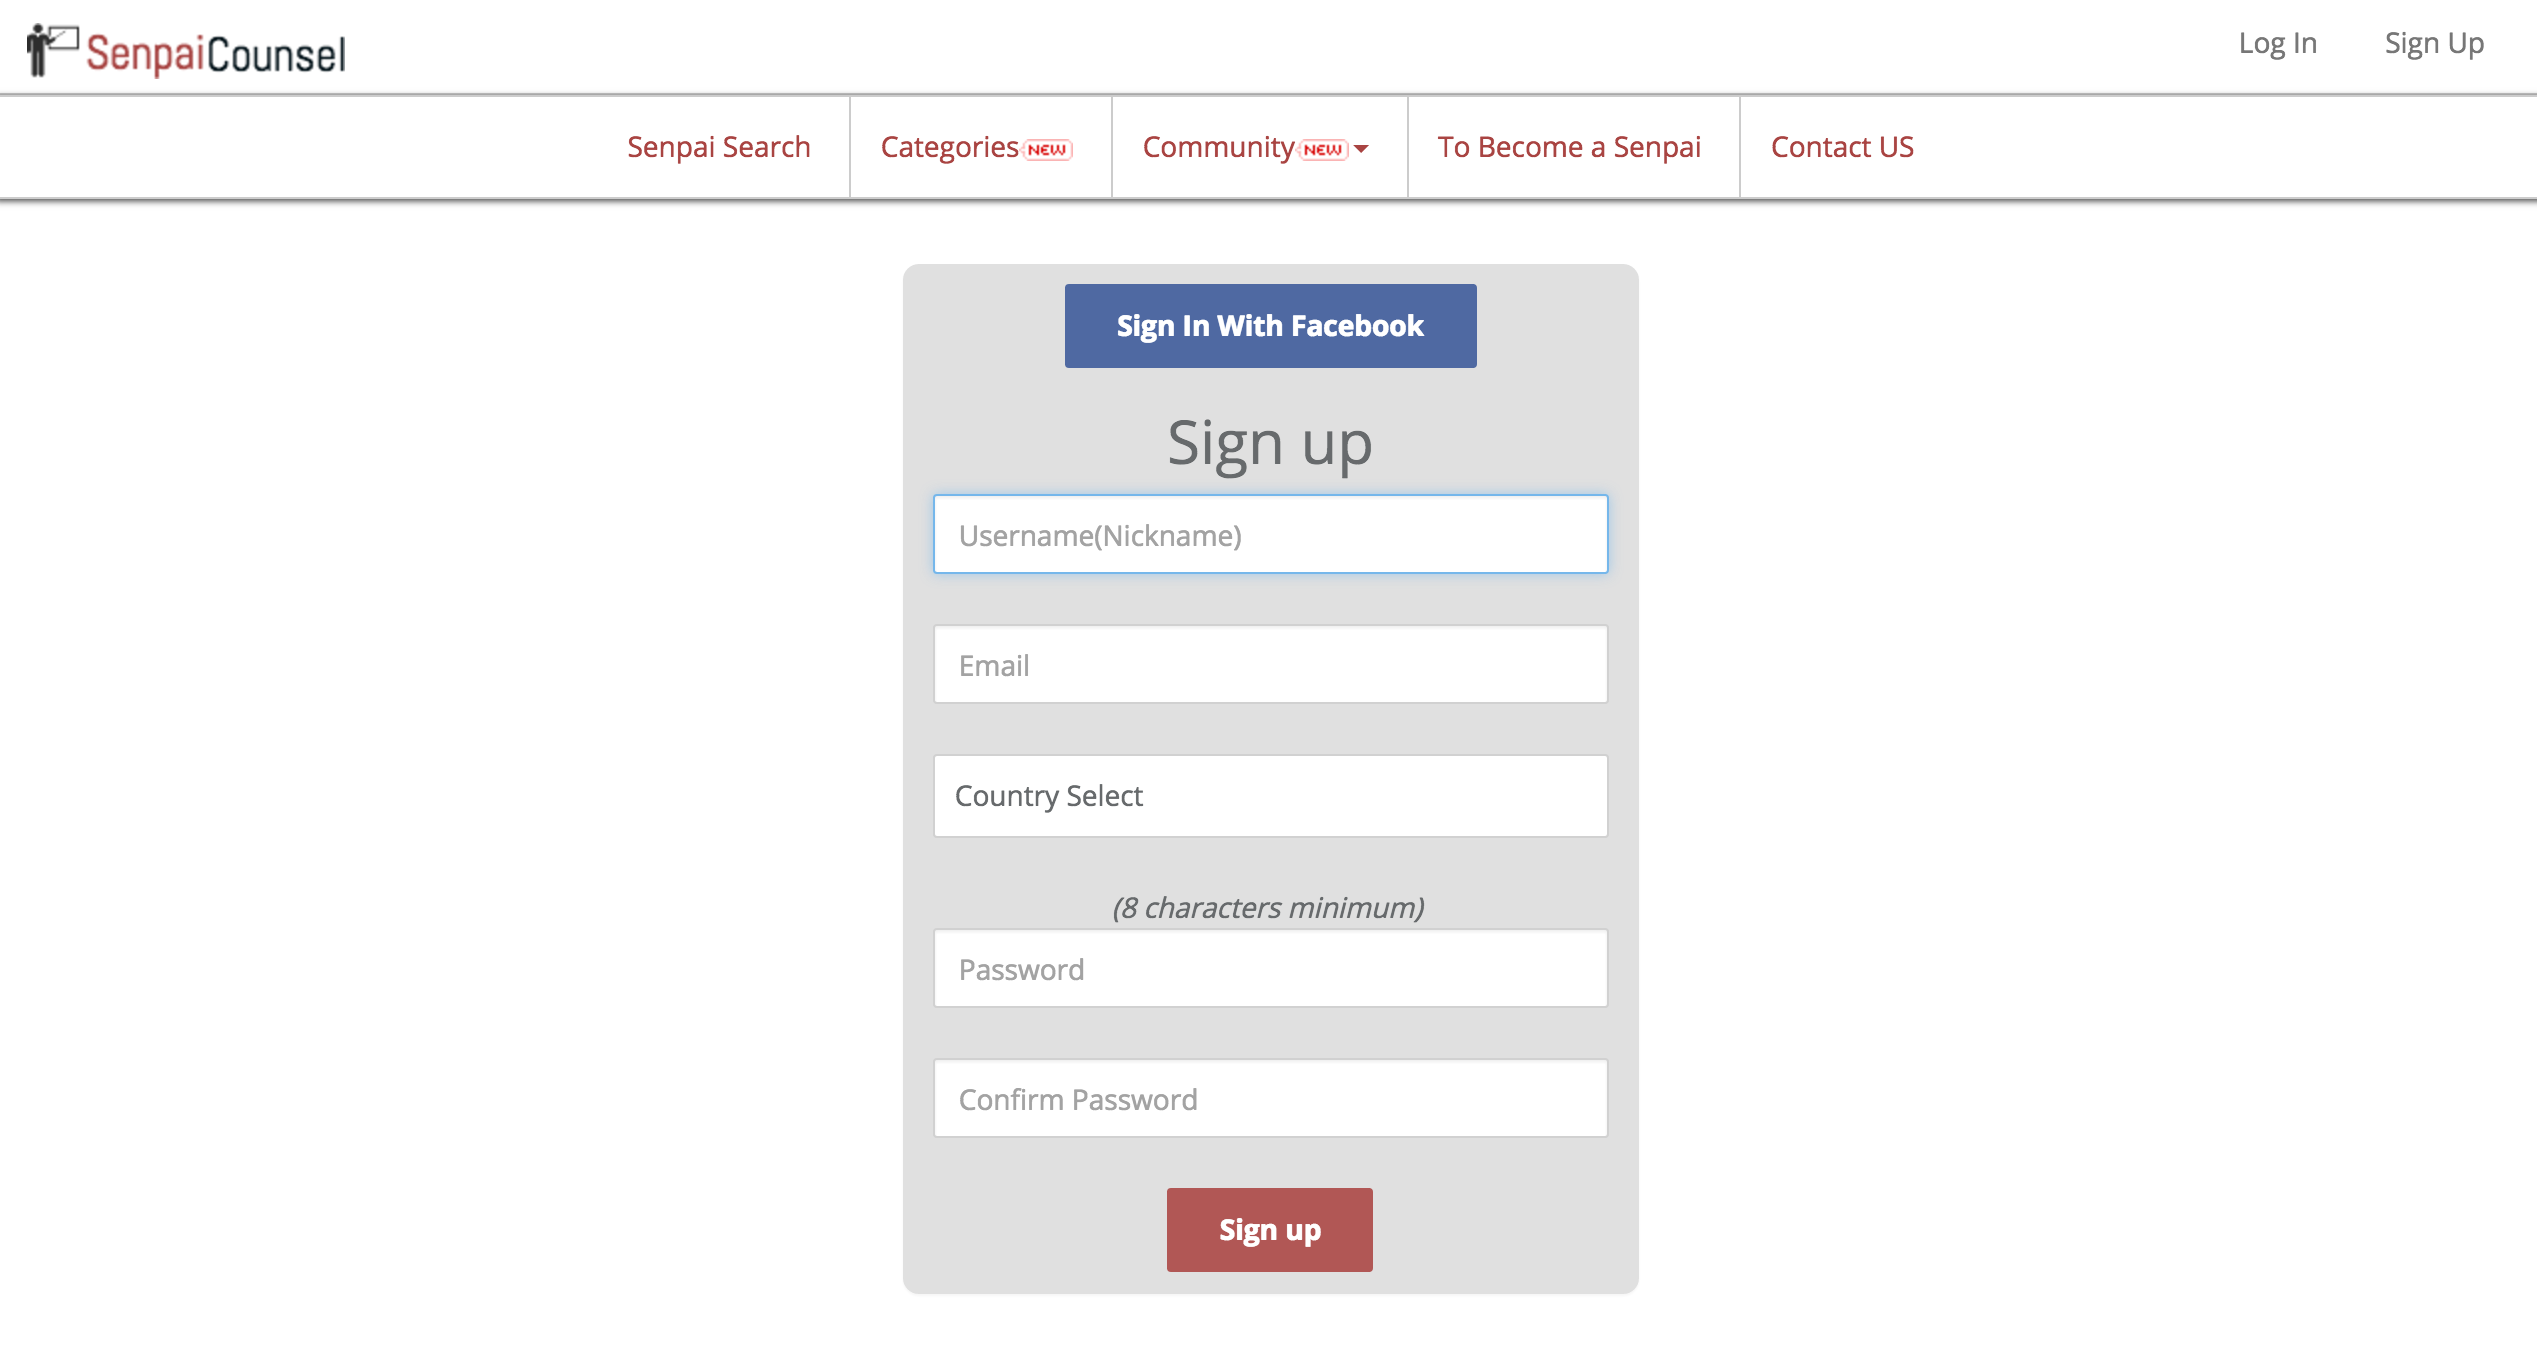 SenpaiCounsel
Log In Sign Up
Senpai Search Categories NEW Community NEW To Become a Senpai Contact US
Sign In With Facebook
Sign up
Username(Nickname)
Email
Country Select
(8 characters minimum)
Password
Confirm Password
Sign up